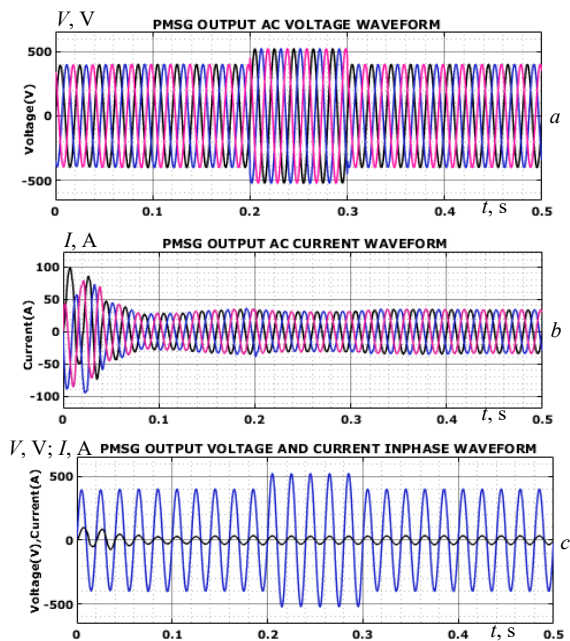 V, V
PMSG OUTPUT AC VOLTAGE WAVEFORM
500
0
-500
Voltage(V)
0 0.1 0.2 0.3 0.4 0.5
t, s
a
I, A
PMSG OUTPUT AC CURRENT WAVEFORM
100
50
0
-50
-100
Current(A)
0 0.1 0.2 0.3 0.4 0.5
t, s
b
V, V; I, A
PMSG OUTPUT VOLTAGE AND CURRENT INPHASE WAVEFORM
500
0
-500
Voltage(V),Current(A)
0 0.1 0.2 0.3 0.4 0.5
t, s
c